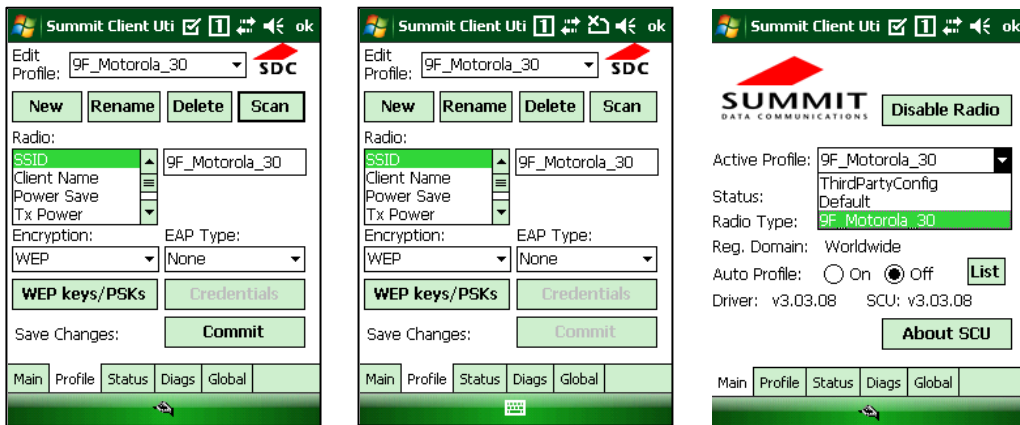 Summit Client Uti 1 ok
Edit Profile: 9F_Motorola_30 SDC
New Rename Delete Scan
Radio:
SSID 9F_Motorola_30
Client Name
Power Save
Tx Power
Encryption: EAP Type:
WEP None
WEP keys/PSKs Credentials
Save Changes: Commit
Main Profile Status Diags Global
Summit Client Uti 1 ok
Edit Profile: 9F_Motorola_30 SDC
New Rename Delete Scan
Radio:
SSID 9F_Motorola_30
Client Name
Power Save
Tx Power
Encryption: EAP Type:
WEP None
WEP keys/PSKs Credentials
Save Changes: Commit
Main Profile Status Diags Global
Summit Client Uti 1 ok
SUMMIT
DATA COMMUNICATIONS
Disable Radio
Active Profile: 9F_Motorola_30
ThirdPartyConfig
Status: Default
Radio Type: 9F_Motorola_30
Reg. Domain: Worldwide
Auto Profile: On Off List
Driver: v3.03.08 SCU: v3.03.08
About SCU
Main Profile Status Diags Global